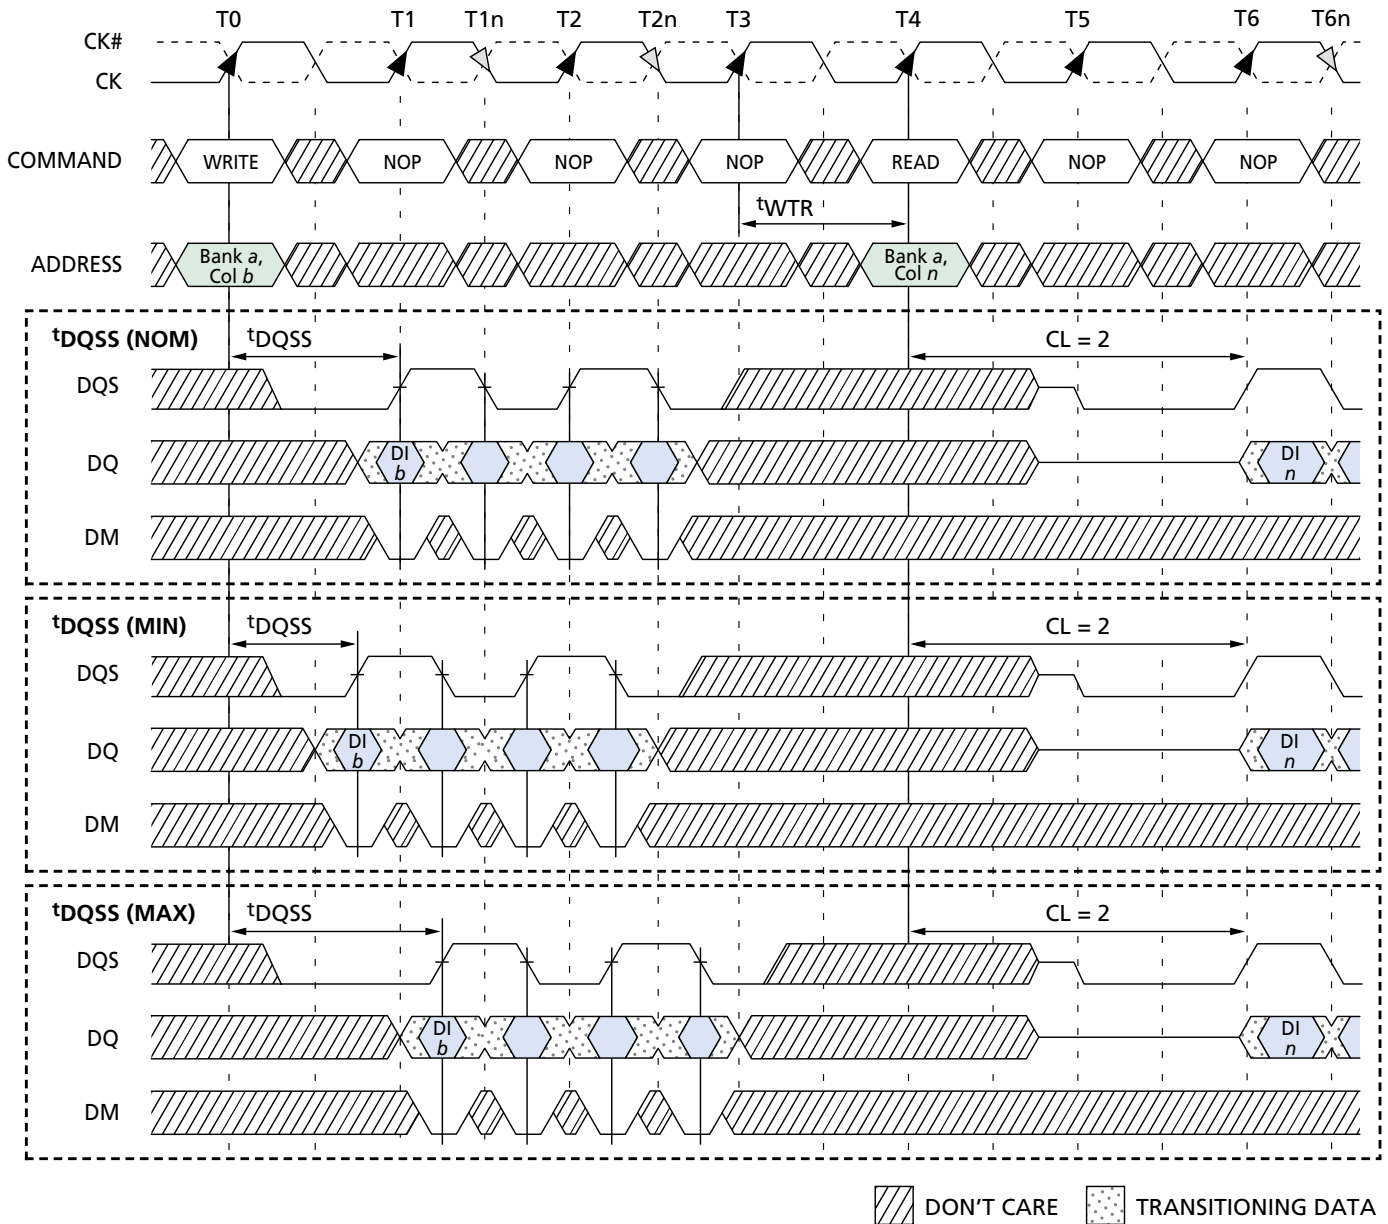 T0 T1 T1n T2 T2n T3 T4 T5 T6 T6n
CK#
CK
COMMAND WRITE NOP NOP NOP READ NOP NOP
tWTR
ADDRESS Bank a, Col b Bank a, Col n
tDQSS (NOM) tDQSS CL = 2
DQS
DQ DI b DI n
DM
tDQSS (MIN) tDQSS CL = 2
DQS
DQ DI b DI n
DM
tDQSS (MAX) tDQSS CL = 2
DQS
DQ DI b DI n
DM
DON'T CARE TRANSITIONING DATA